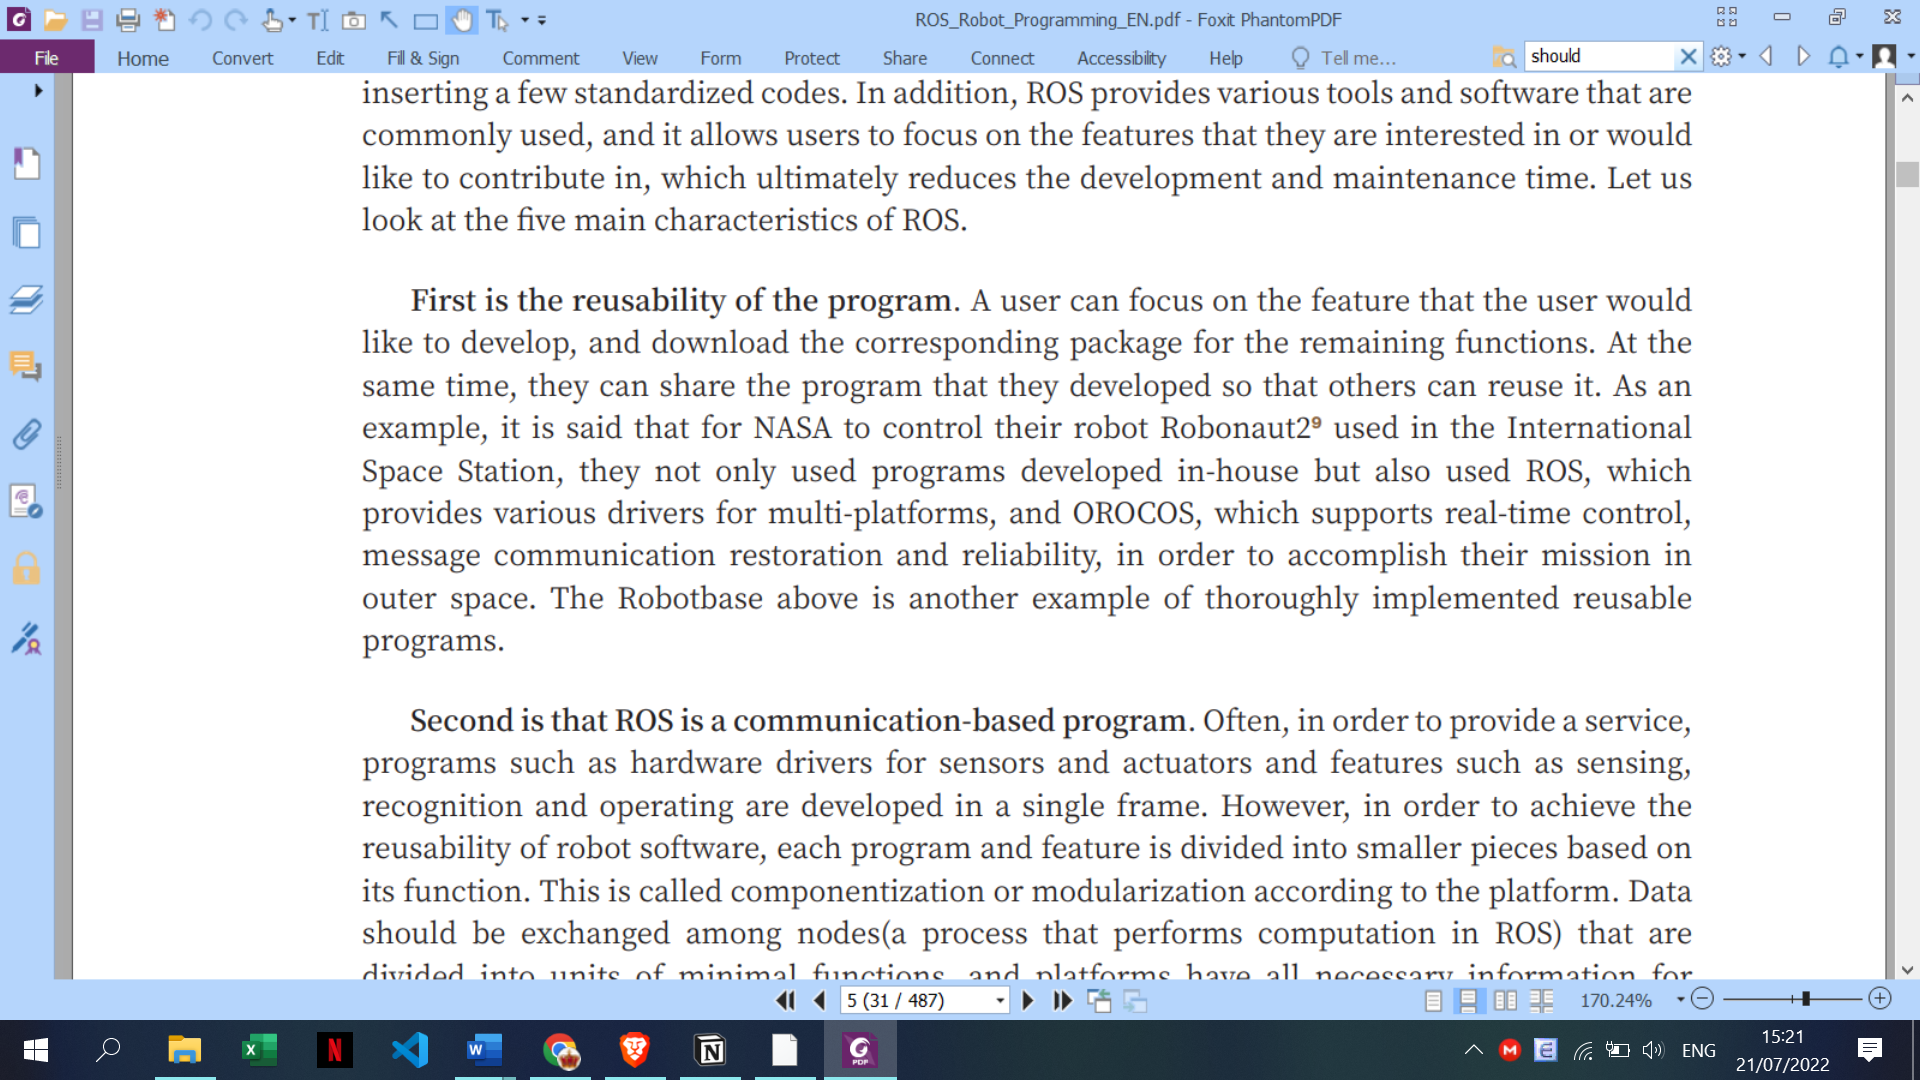 ROS_Robot_Programming_EN.pdf - Foxit PhantomPDF
File Home Convert Edit Fill & Sign Comment View Form Protect Share Connect Accessibility Help Tell me... should
inserting a few standardized codes. In addition, ROS provides various tools and software that are
commonly used, and it allows users to focus on the features that they are interested in or would
like to contribute in, which ultimately reduces the development and maintenance time. Let us
look at the five main characteristics of ROS.
First is the reusability of the program. A user can focus on the feature that the user would
like to develop, and download the corresponding package for the remaining functions. At the
same time, they can share the program that they developed so that others can reuse it. As an
example, it is said that for NASA to control their robot Robonaut2⁹ used in the International
Space Station, they not only used programs developed in-house but also used ROS, which
provides various drivers for multi-platforms, and OROCOS, which supports real-time control,
message communication restoration and reliability, in order to accomplish their mission in
outer space. The Robotbase above is another example of thoroughly implemented reusable
programs.
Second is that ROS is a communication-based program. Often, in order to provide a service,
programs such as hardware drivers for sensors and actuators and features such as sensing,
recognition and operating are developed in a single frame. However, in order to achieve the
reusability of robot software, each program and feature is divided into smaller pieces based on
its function. This is called componentization or modularization according to the platform. Data
should be exchanged among nodes(a process that performs computation in ROS) that are
divided into units of minimal functions, and platforms have all necessary information for
5 (31 / 487) 170.24%
ENG 15:21
21/07/2022